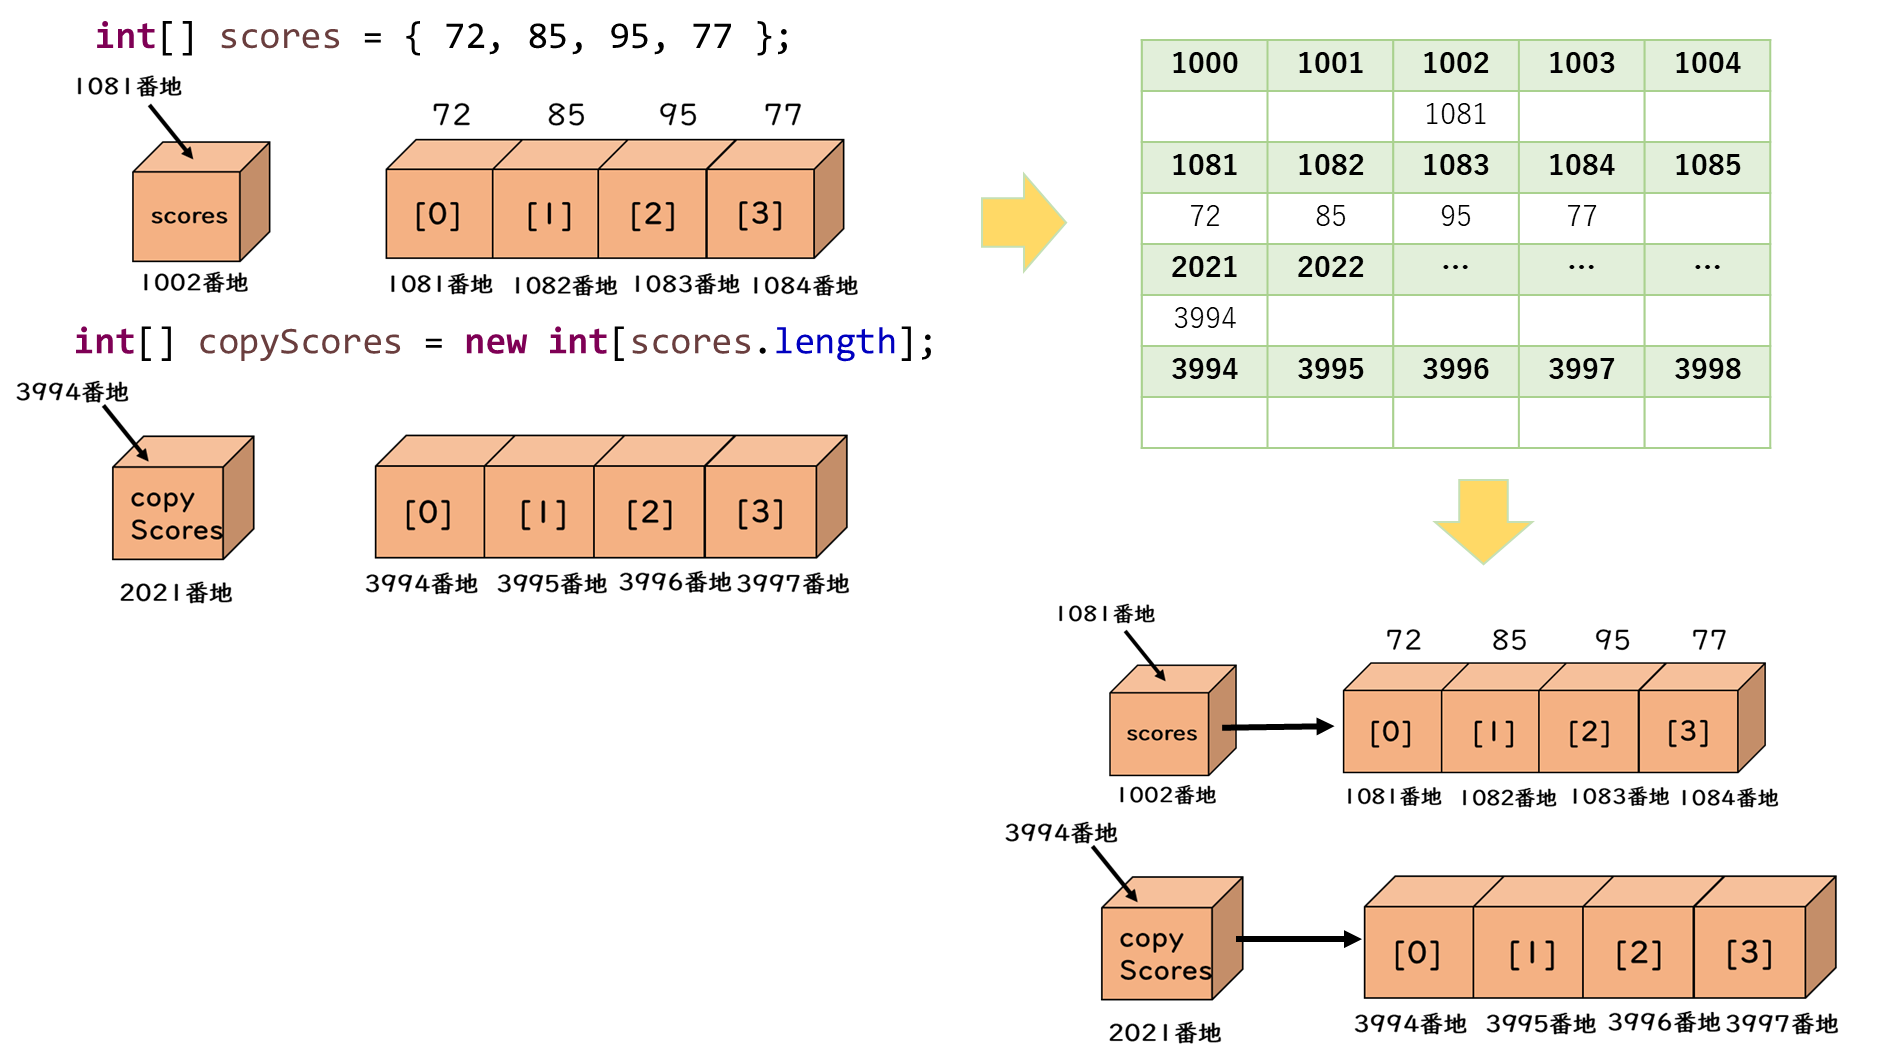 int[] scores = { 72, 85, 95, 77 };
1081番地
72 85 95 77
scores [0] [1] [2] [3]
1002番地 1081番地 1082番地 1083番地 1084番地
int[] copyScores = new int[scores.length];
3994番地
copy
Scores
[0] [1] [2] [3]
2021番地 3994番地 3995番地 3996番地 3997番地
1000 1001 1002 1003 1004
1081
1081 1082 1083 1084 1085
72 85 95 77
2021 2022 … … …
3994
3994 3995 3996 3997 3998
1081番地
72 85 95 77
scores [0] [1] [2] [3]
1002番地 1081番地 1082番地 1083番地 1084番地
3994番地
copy
Scores
[0] [1] [2] [3]
2021番地 3994番地 3995番地 3996番地 3997番地